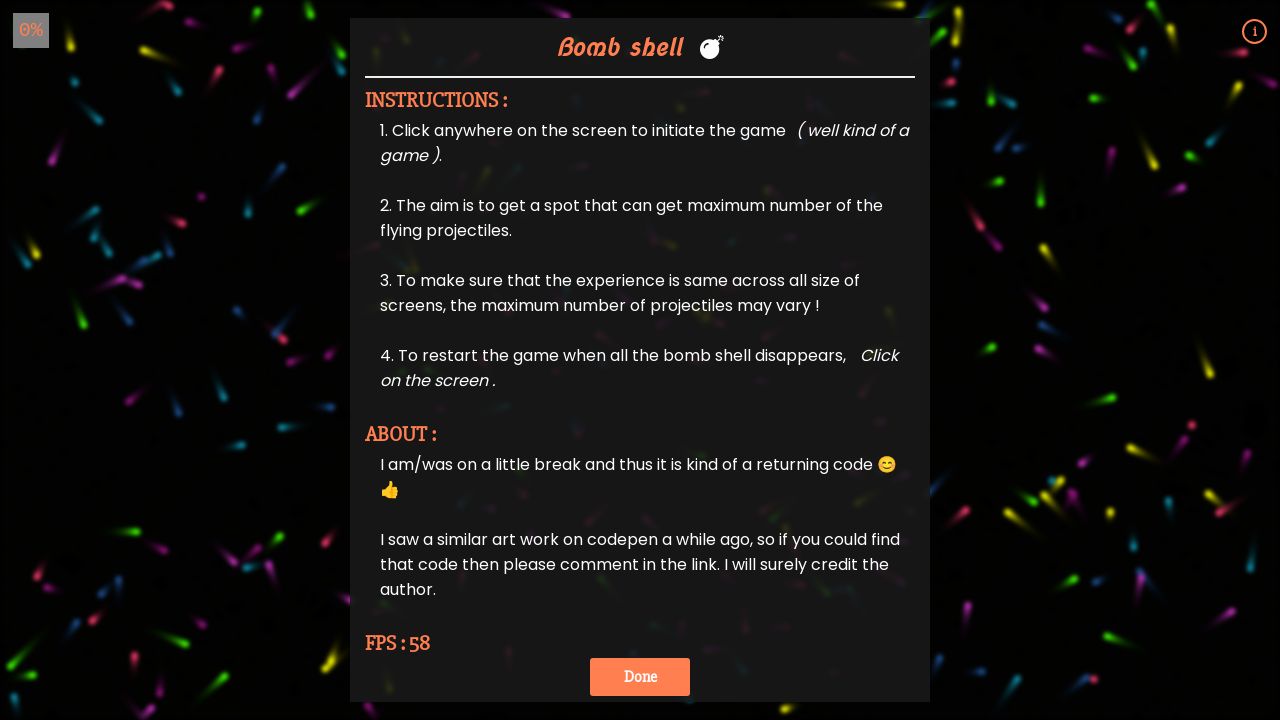 0%
i
Bomb shell 💣
INSTRUCTIONS :
1. Click anywhere on the screen to initiate the game ( well kind of a
game ).
2. The aim is to get a spot that can get maximum number of the
flying projectiles.
3. To make sure that the experience is same across all size of
screens, the maximum number of projectiles may vary !
4. To restart the game when all the bomb shell disappears, Click
on the screen .
ABOUT :
I am/was on a little break and thus it is kind of a returning code 😊
👍
I saw a similar art work on codepen a while ago, so if you could find
that code then please comment in the link. I will surely credit the
author.
FPS : 58
Done